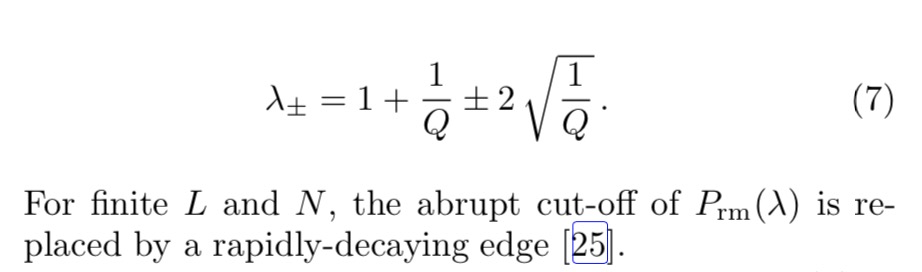 λ± = 1 + 1/Q ± 2√(1/Q) . (7)
For finite L and N, the abrupt cut-off of Prm(λ) is re-
placed by a rapidly-decaying edge [25].